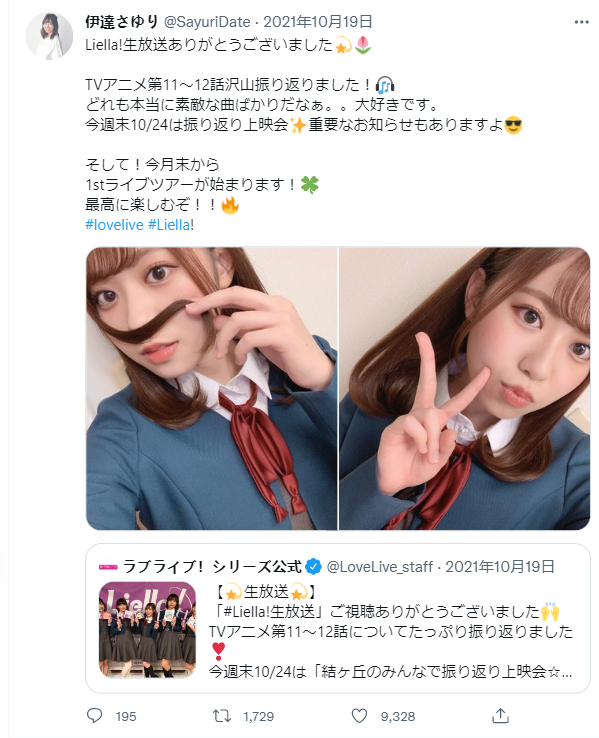 伊達さゆり @SayuriDate · 2021年10月19日
Liella!生放送ありがとうございました💫🌷
TVアニメ第11～12話沢山振り返りました！🎧
どれも本当に素敵な曲ばかりだなぁ。。大好きです。
今週末10/24は振り返り上映会✨重要なお知らせもありますよ😎
そして！今月末から
1stライブツアーが始まります！🍀
最高に楽しむぞ！！🔥
#lovelive #Liella!
ラブライブ！シリーズ公式 @LoveLive_staff · 2021年10月19日
Liella
【💫生放送💫】
「#Liella!生放送」ご視聴ありがとうございました🙌
TVアニメ第11～12話についてたっぷり振り返りました
❣️
今週末10/24は「結ヶ丘のみんなで振り返り上映会☆...
195 1,729 9,328